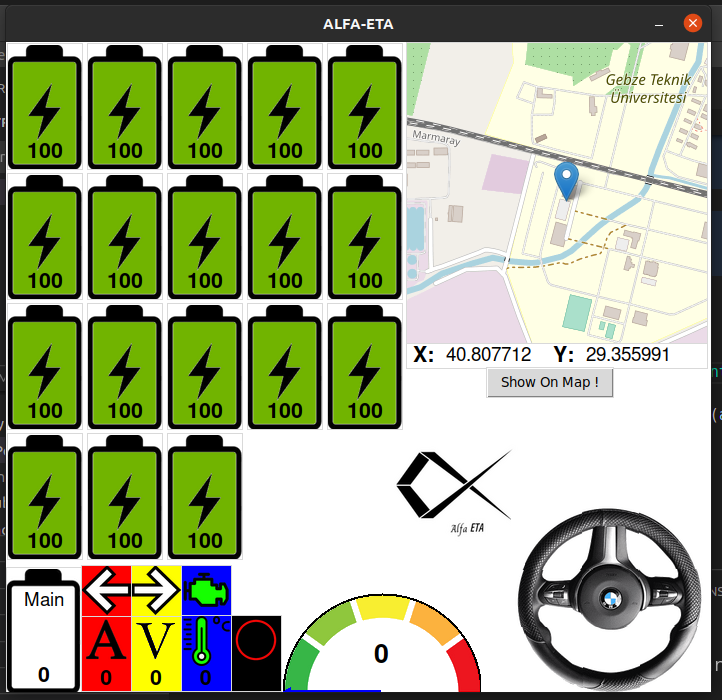 ALFA-ETA
100 100 100 100 100
100 100 100 100 100
100 100 100 100 100
100 100 100
Gebze Teknik
Üniversitesi
Marmaray
X: 40.807712 Y: 29.355991
Show On Map !
Alfa ETA
Main
0
A
0
V
0
°C
0
0